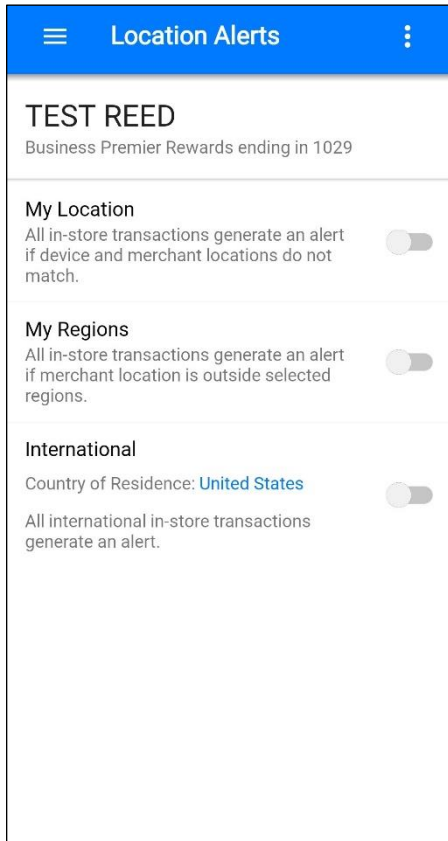 Location Alerts
TEST REED
Business Premier Rewards ending in 1029
My Location
All in-store transactions generate an alert
if device and merchant locations do not
match.
My Regions
All in-store transactions generate an alert
if merchant location is outside selected
regions.
International
Country of Residence: United States
All international in-store transactions
generate an alert.